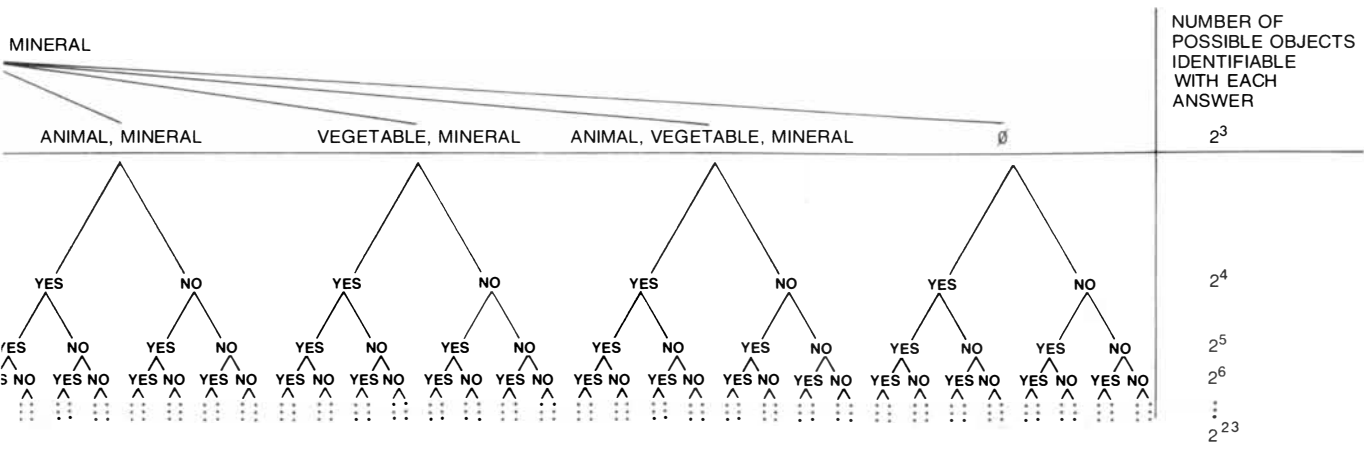 NUMBER OF
POSSIBLE OBJECTS
IDENTIFIABLE
WITH EACH
ANSWER
MINERAL
ANIMAL, MINERAL VEGETABLE, MINERAL ANIMAL, VEGETABLE, MINERAL ∅ 2³
YES NO YES NO YES NO YES NO 2⁴
YES NO YES NO YES NO YES NO YES NO YES NO YES NO YES NO 2⁵
S NO YES NO YES NO YES NO YES NO YES NO YES NO YES NO YES NO YES NO YES NO YES NO YES NO YES NO YES NO YES NO 2⁶
⋮
2²³